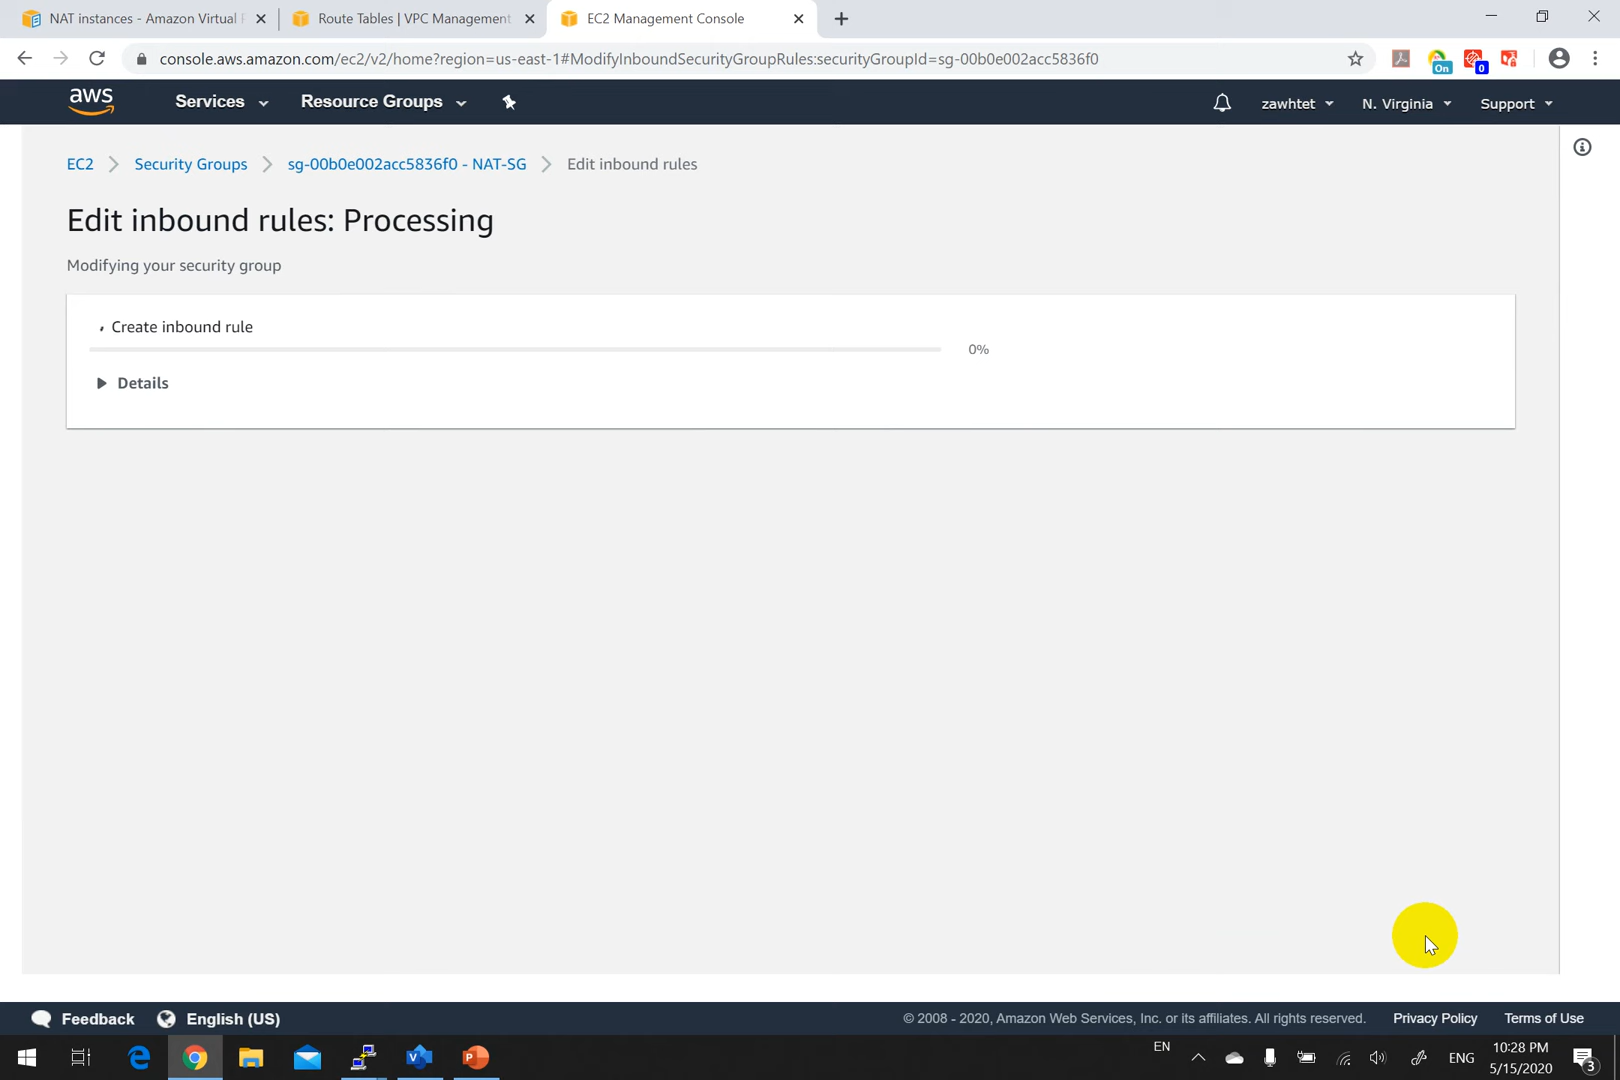 NAT instances - Amazon Virtual
Route Tables | VPC Management
EC2 Management Console
console.aws.amazon.com/ec2/v2/home?region=us-east-1#ModifyInboundSecurityGroupRules:securityGroupId=sg-00b0e002acc5836f0
On
0
aws
Services
Resource Groups
zawhtet
N. Virginia
Support
EC2
Security Groups
sg-00b0e002acc5836f0 - NAT-SG
Edit inbound rules
Edit inbound rules: Processing
Modifying your security group
Create inbound rule
0%
Details
Feedback
English (US)
© 2008 - 2020, Amazon Web Services, Inc. or its affiliates. All rights reserved.
Privacy Policy
Terms of Use
EN
ENG
10:28 PM
5/15/2020
3